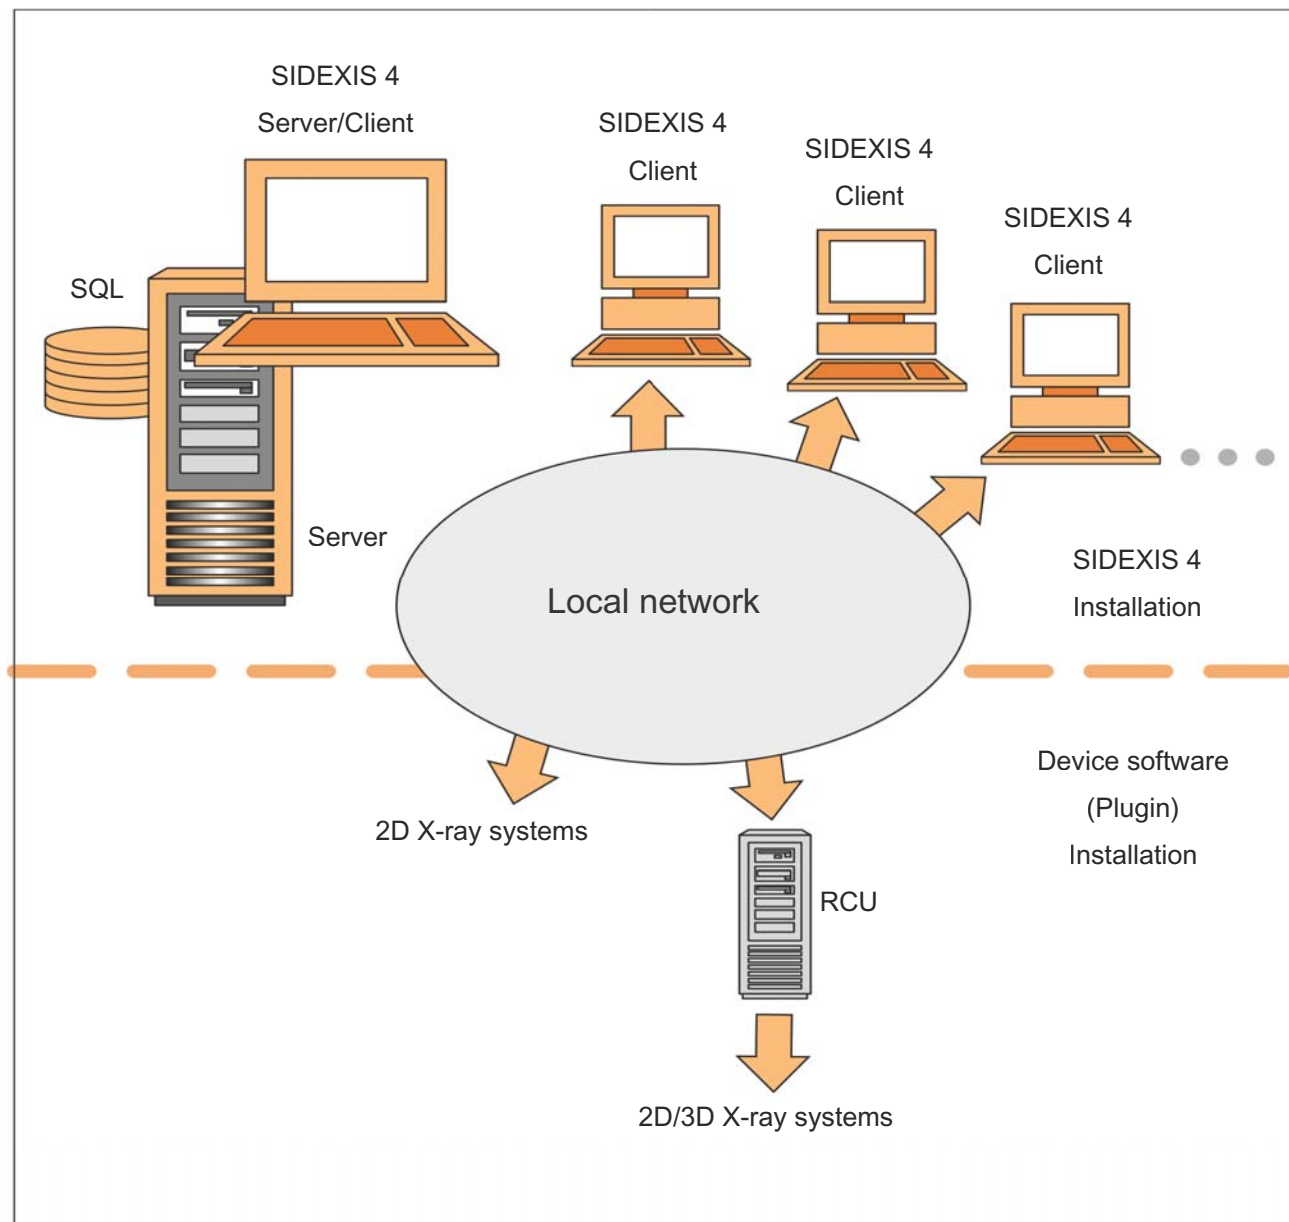 SIDEXIS 4
Server/Client
SIDEXIS 4
Client
SIDEXIS 4
Client
SIDEXIS 4
Client
SQL
Server
Local network
SIDEXIS 4
Installation
2D X-ray systems
Device software
(Plugin)
Installation
RCU
2D/3D X-ray systems